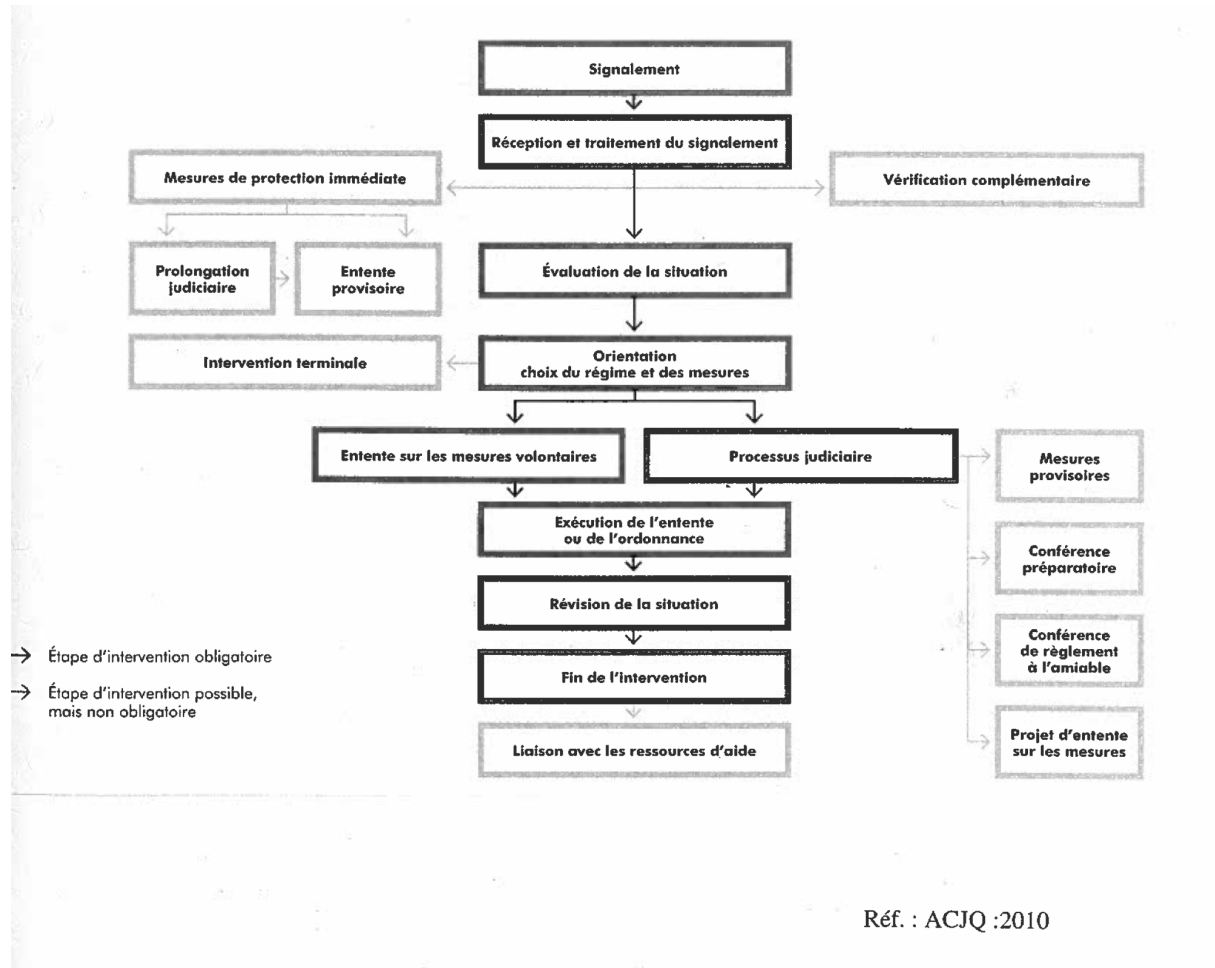 Signalement
Réception et traitement du signalement
Mesures de protection immédiate
Vérification complémentaire
Prolongation
judiciaire
Entente
provisoire
Évaluation de la situation
Intervention terminale
Orientation
choix du régime et des mesures
Entente sur les mesures volontaires
Processus judiciaire
Mesures
provisoires
Exécution de l'entente
ou de l'ordonnance
Conférence
préparatoire
Révision de la situation
Conférence
de règlement
à l'amiable
Étape d'intervention obligatoire
Fin de l'intervention
Étape d'intervention possible,
mais non obligatoire
Projet d'entente
sur les mesures
Liaison avec les ressources d'aide
Réf. : ACJQ :2010